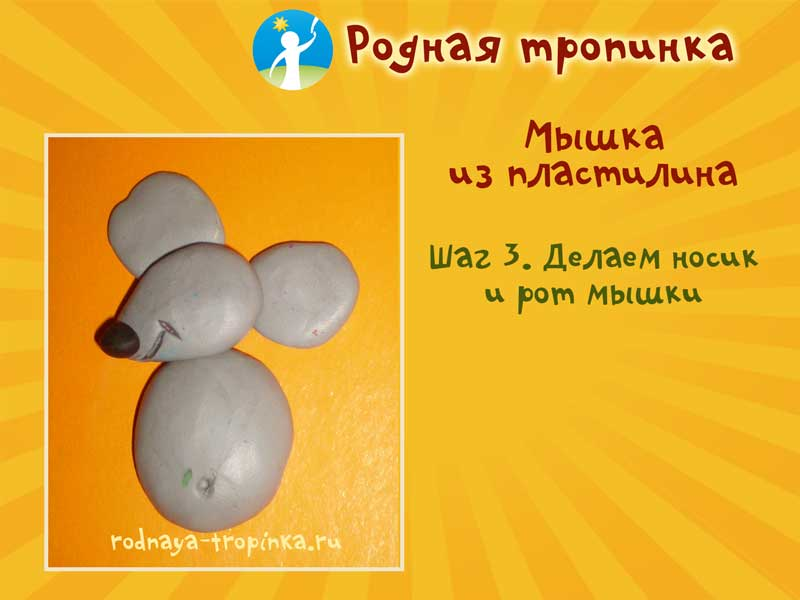 Родная тропинка
Мышка
из пластилина
Шаг 3. Делаем носик
и рот мышки
rodnaya-tropinka.ru